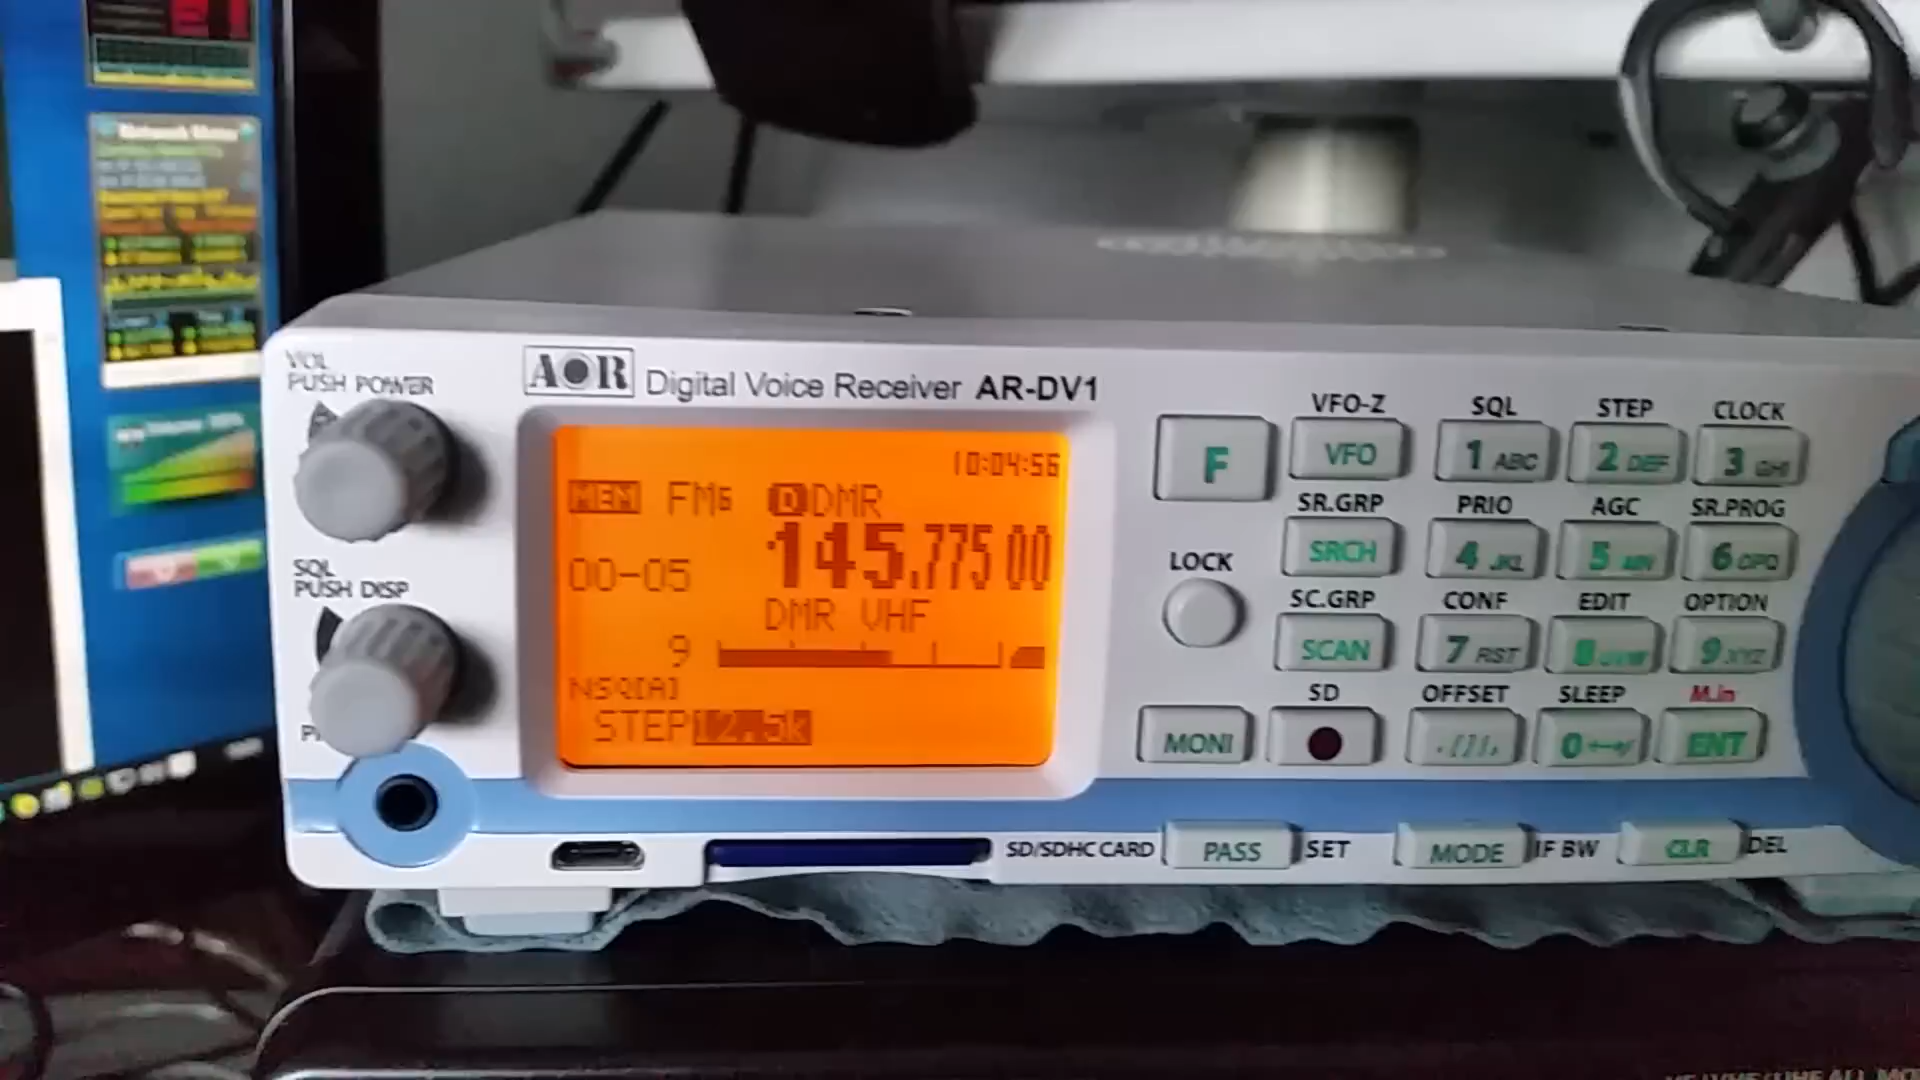 Network Meter
VOL
PUSH POWER
AOR Digital Voice Receiver AR-DV1
SQL
PUSH DISP
10:04:56
MEM FM6 D DMR
145.775 00
00-05
DMR VHF
9
NSQ[A]
STEP 12.5k
F
LOCK
VFO-Z SQL STEP CLOCK
VFO 1 ABC 2 DEF 3 GHI
SR.GRP PRIO AGC SR.PROG
SRCH 4 JKL 5 MN 6 OPQ
SC.GRP CONF EDIT OPTION
SCAN 7 RST 8 UVW 9 XYZ
SD OFFSET SLEEP M.in
MONI 0 ENT
SD/SDHC CARD PASS SET MODE IF BW CLR DEL